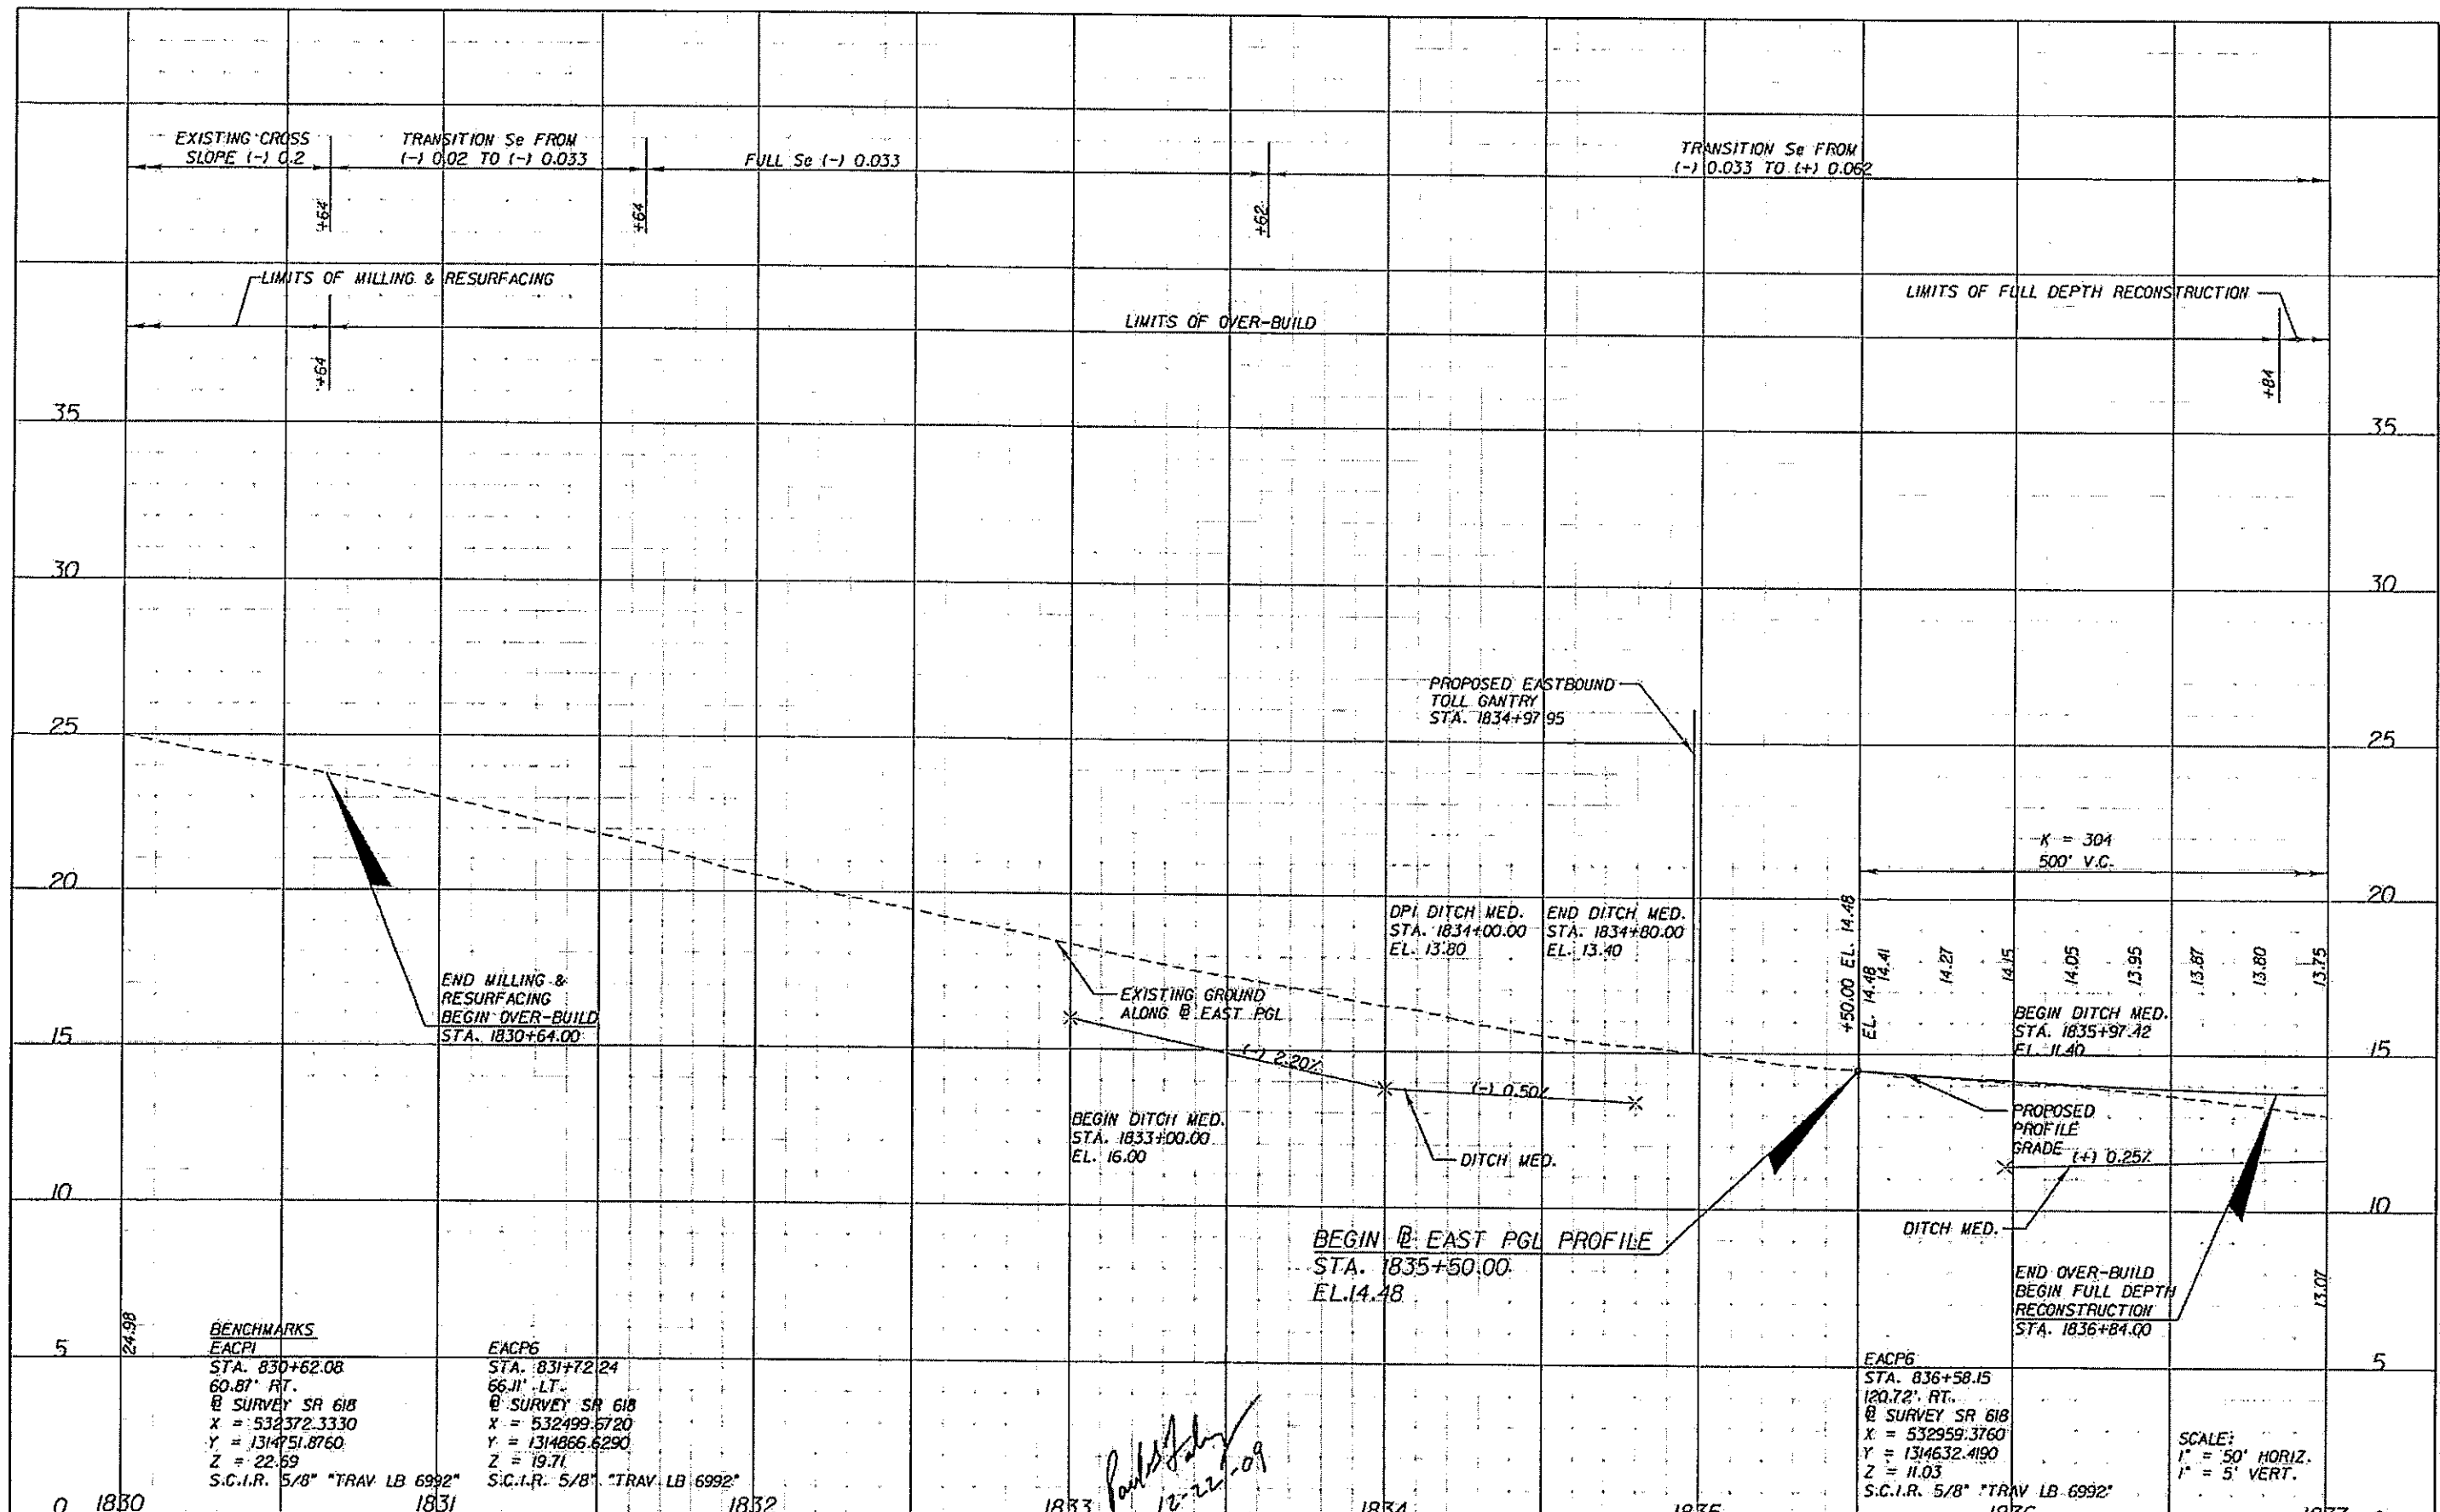 EXISTING CROSS
SLOPE (-) 0.2
TRANSITION Se FROM
(-) 0.02 TO (-) 0.033
FULL Se (-) 0.033
TRANSITION Se FROM
(-) 0.033 TO (+) 0.062
+64
+64
+62
LIMITS OF MILLING & RESURFACING
LIMITS OF OVER-BUILD
LIMITS OF FULL DEPTH RECONSTRUCTION
+64
+84
35
35
30
30
25
25
20
20
15
15
10
10
5
5
0
PROPOSED EASTBOUND
TOLL GANTRY
STA. 1834+97.95
K = 304
500' V.C.
DPI DITCH MED.
STA. 1834+00.00
EL. 13.80
END DITCH MED.
STA. 1834+80.00
EL. 13.40
+50.00 EL. 14.48
EL. 14.48
14.41
14.27
14.15
14.05
13.95
13.87
13.80
13.75
END MILLING &
RESURFACING
BEGIN OVER-BUILD
STA. 1830+64.00
EXISTING GROUND
ALONG ⅊ EAST PGL
BEGIN DITCH MED.
STA. 1835+97.42
EL. 11.40
(-) 2.20%
(-) 0.50%
BEGIN DITCH MED.
STA. 1833+00.00
EL. 16.00
DITCH MED.
PROPOSED
PROFILE
GRADE
(+) 0.25%
DITCH MED.
BEGIN ⅊ EAST PGL PROFILE
STA. 1835+50.00
EL.14.48
END OVER-BUILD
BEGIN FULL DEPTH
RECONSTRUCTION
STA. 1836+84.00
24.98
13.07
BENCHMARKS
EACP1
STA. 830+62.08
60.87' RT.
⅊ SURVEY SR 618
X = 532372.3330
Y = 1314751.8760
Z = 22.69
S.C.I.R. 5/8" "TRAV LB 6992"
EACP6
STA. 831+72.24
66.11' LT.
⅊ SURVEY SR 618
X = 532499.6720
Y = 1314866.6290
Z = 19.71
S.C.I.R. 5/8" "TRAV LB 6992"
12-22-09
EACP6
STA. 836+58.15
120.72' RT.
⅊ SURVEY SR 618
X = 532959.3760
Y = 1314632.4190
Z = 11.03
S.C.I.R. 5/8" "TRAV LB 6992"
SCALE:
1" = 50' HORIZ.
1" = 5' VERT.
1830
1831
1832
1833
1834
1835
1836
1837